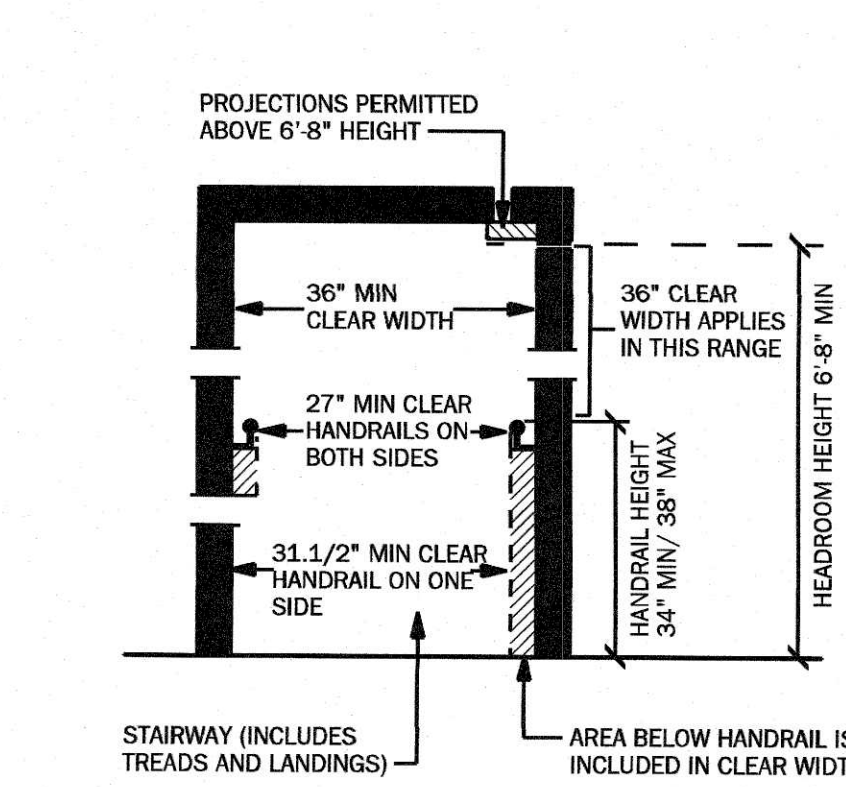 PROJECTIONS PERMITTED
ABOVE 6'-8" HEIGHT
36" MIN
CLEAR WIDTH
36" CLEAR
WIDTH APPLIES
IN THIS RANGE
27" MIN CLEAR
HANDRAILS ON
BOTH SIDES
31.1/2" MIN CLEAR
HANDRAIL ON ONE
SIDE
HANDRAIL HEIGHT
34" MIN/ 38" MAX
HEADROOM HEIGHT 6'-8" MIN
STAIRWAY (INCLUDES
TREADS AND LANDINGS)
AREA BELOW HANDRAIL IS
INCLUDED IN CLEAR WIDT